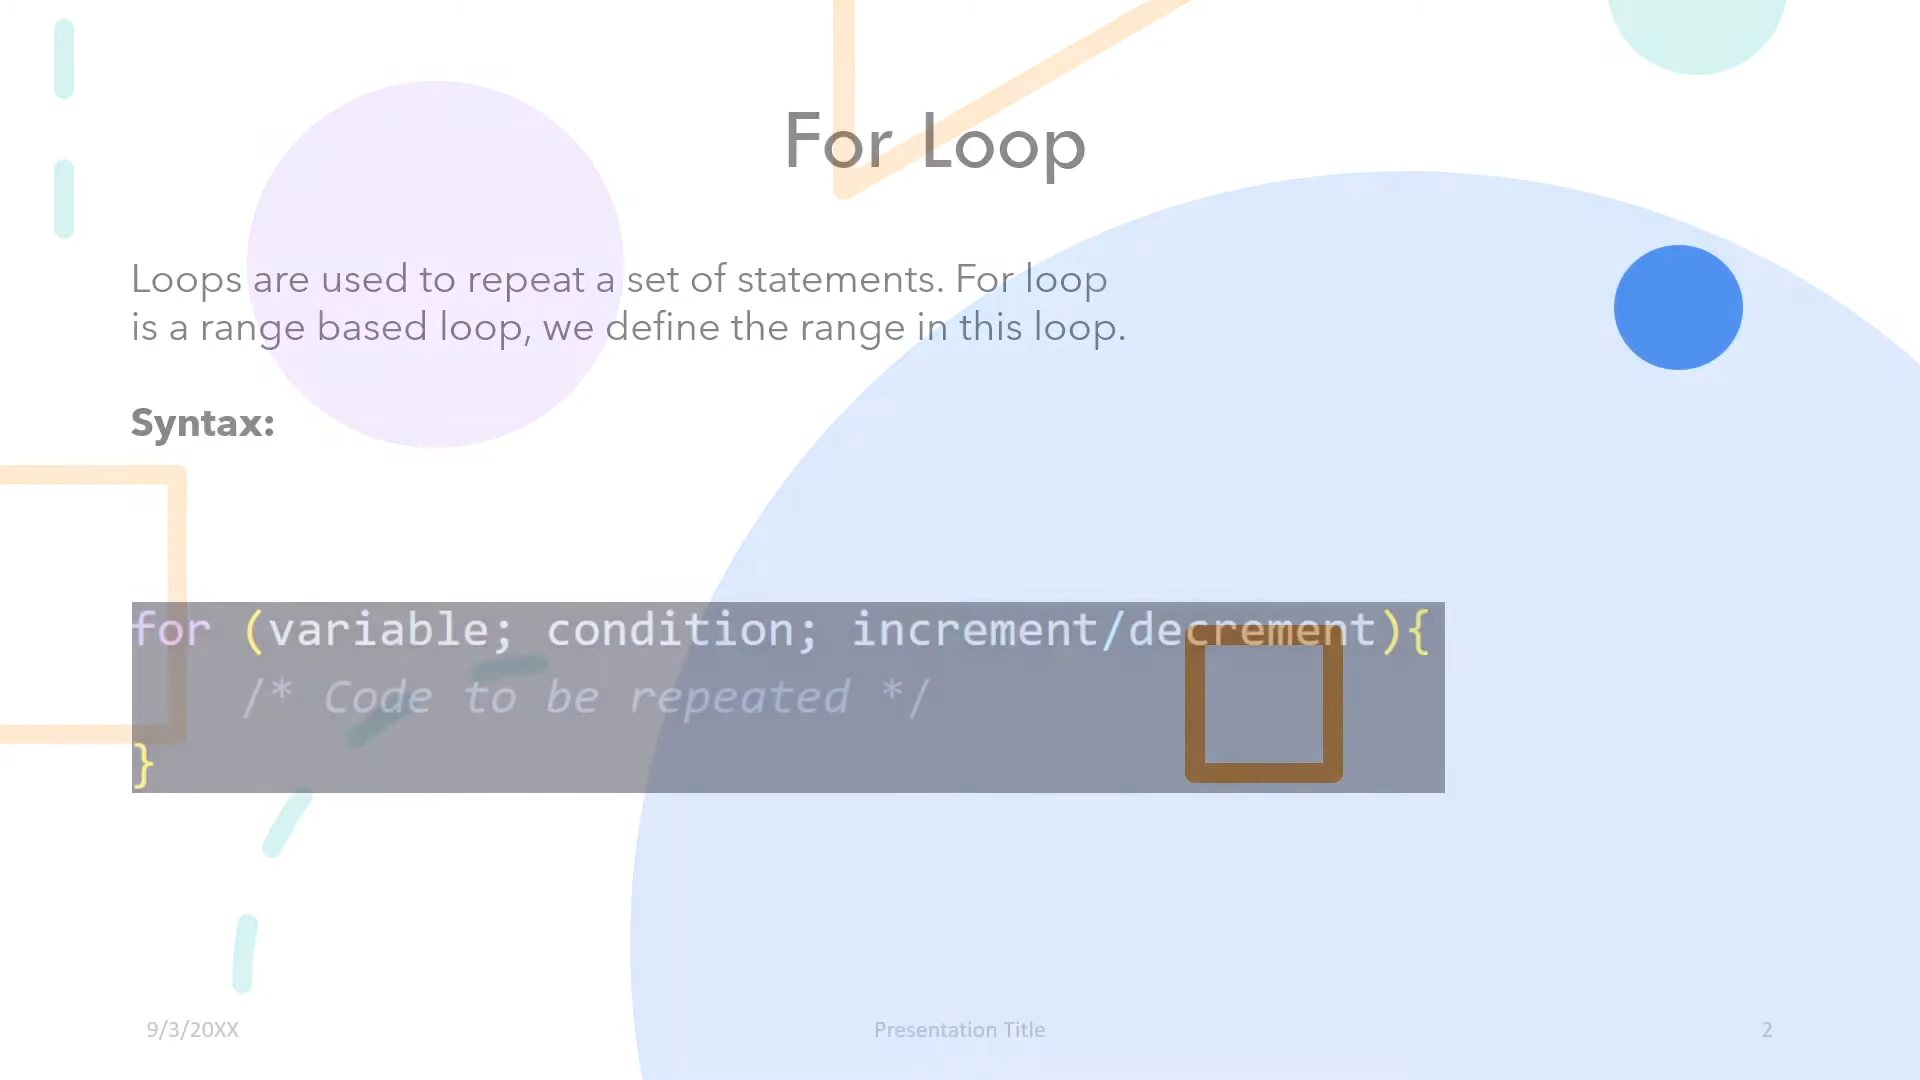 For Loop
Loops are used to repeat a set of statements. For loop
is a range based loop, we define the range in this loop.
Syntax:
for (variable; condition; increment/decrement){
/* Code to be repeated */
}
9/3/20XX
Presentation Title
2